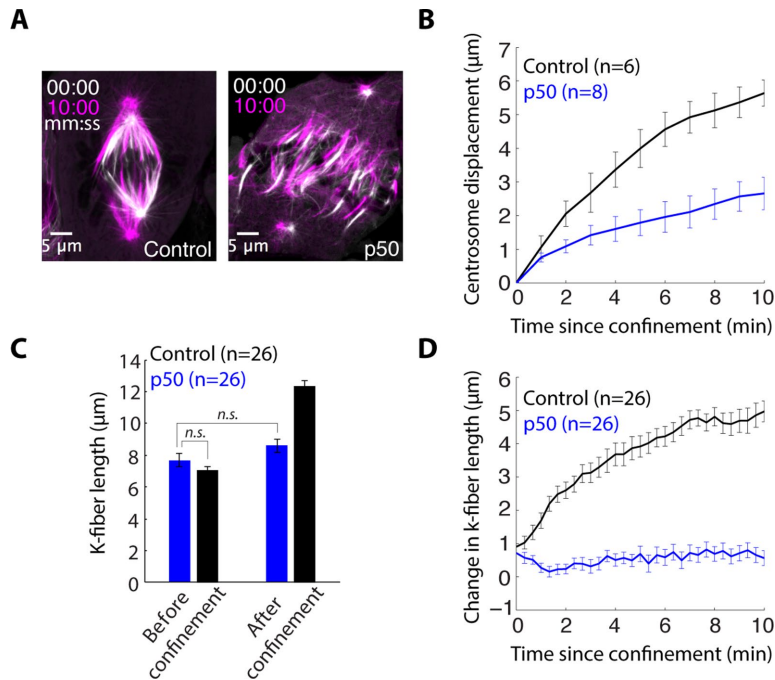 A
00:00
10:00
mm:ss
5 µm
Control
00:00
10:00
5 µm
p50
B
Control (n=6)
p50 (n=8)
Centrosome displacement (µm)
7
6
5
4
3
2
1
0
0 2 4 6 8 10
Time since confinement (min)
C
Control (n=26)
p50 (n=26)
K-fiber length (µm)
14
12
10
8
6
4
2
0
n.s.
n.s.
Before
confinement
After
confinement
D
Control (n=26)
p50 (n=26)
Change in k-fiber length (µm)
6
5
4
3
2
1
0
−1
0 2 4 6 8 10
Time since confinement (min)